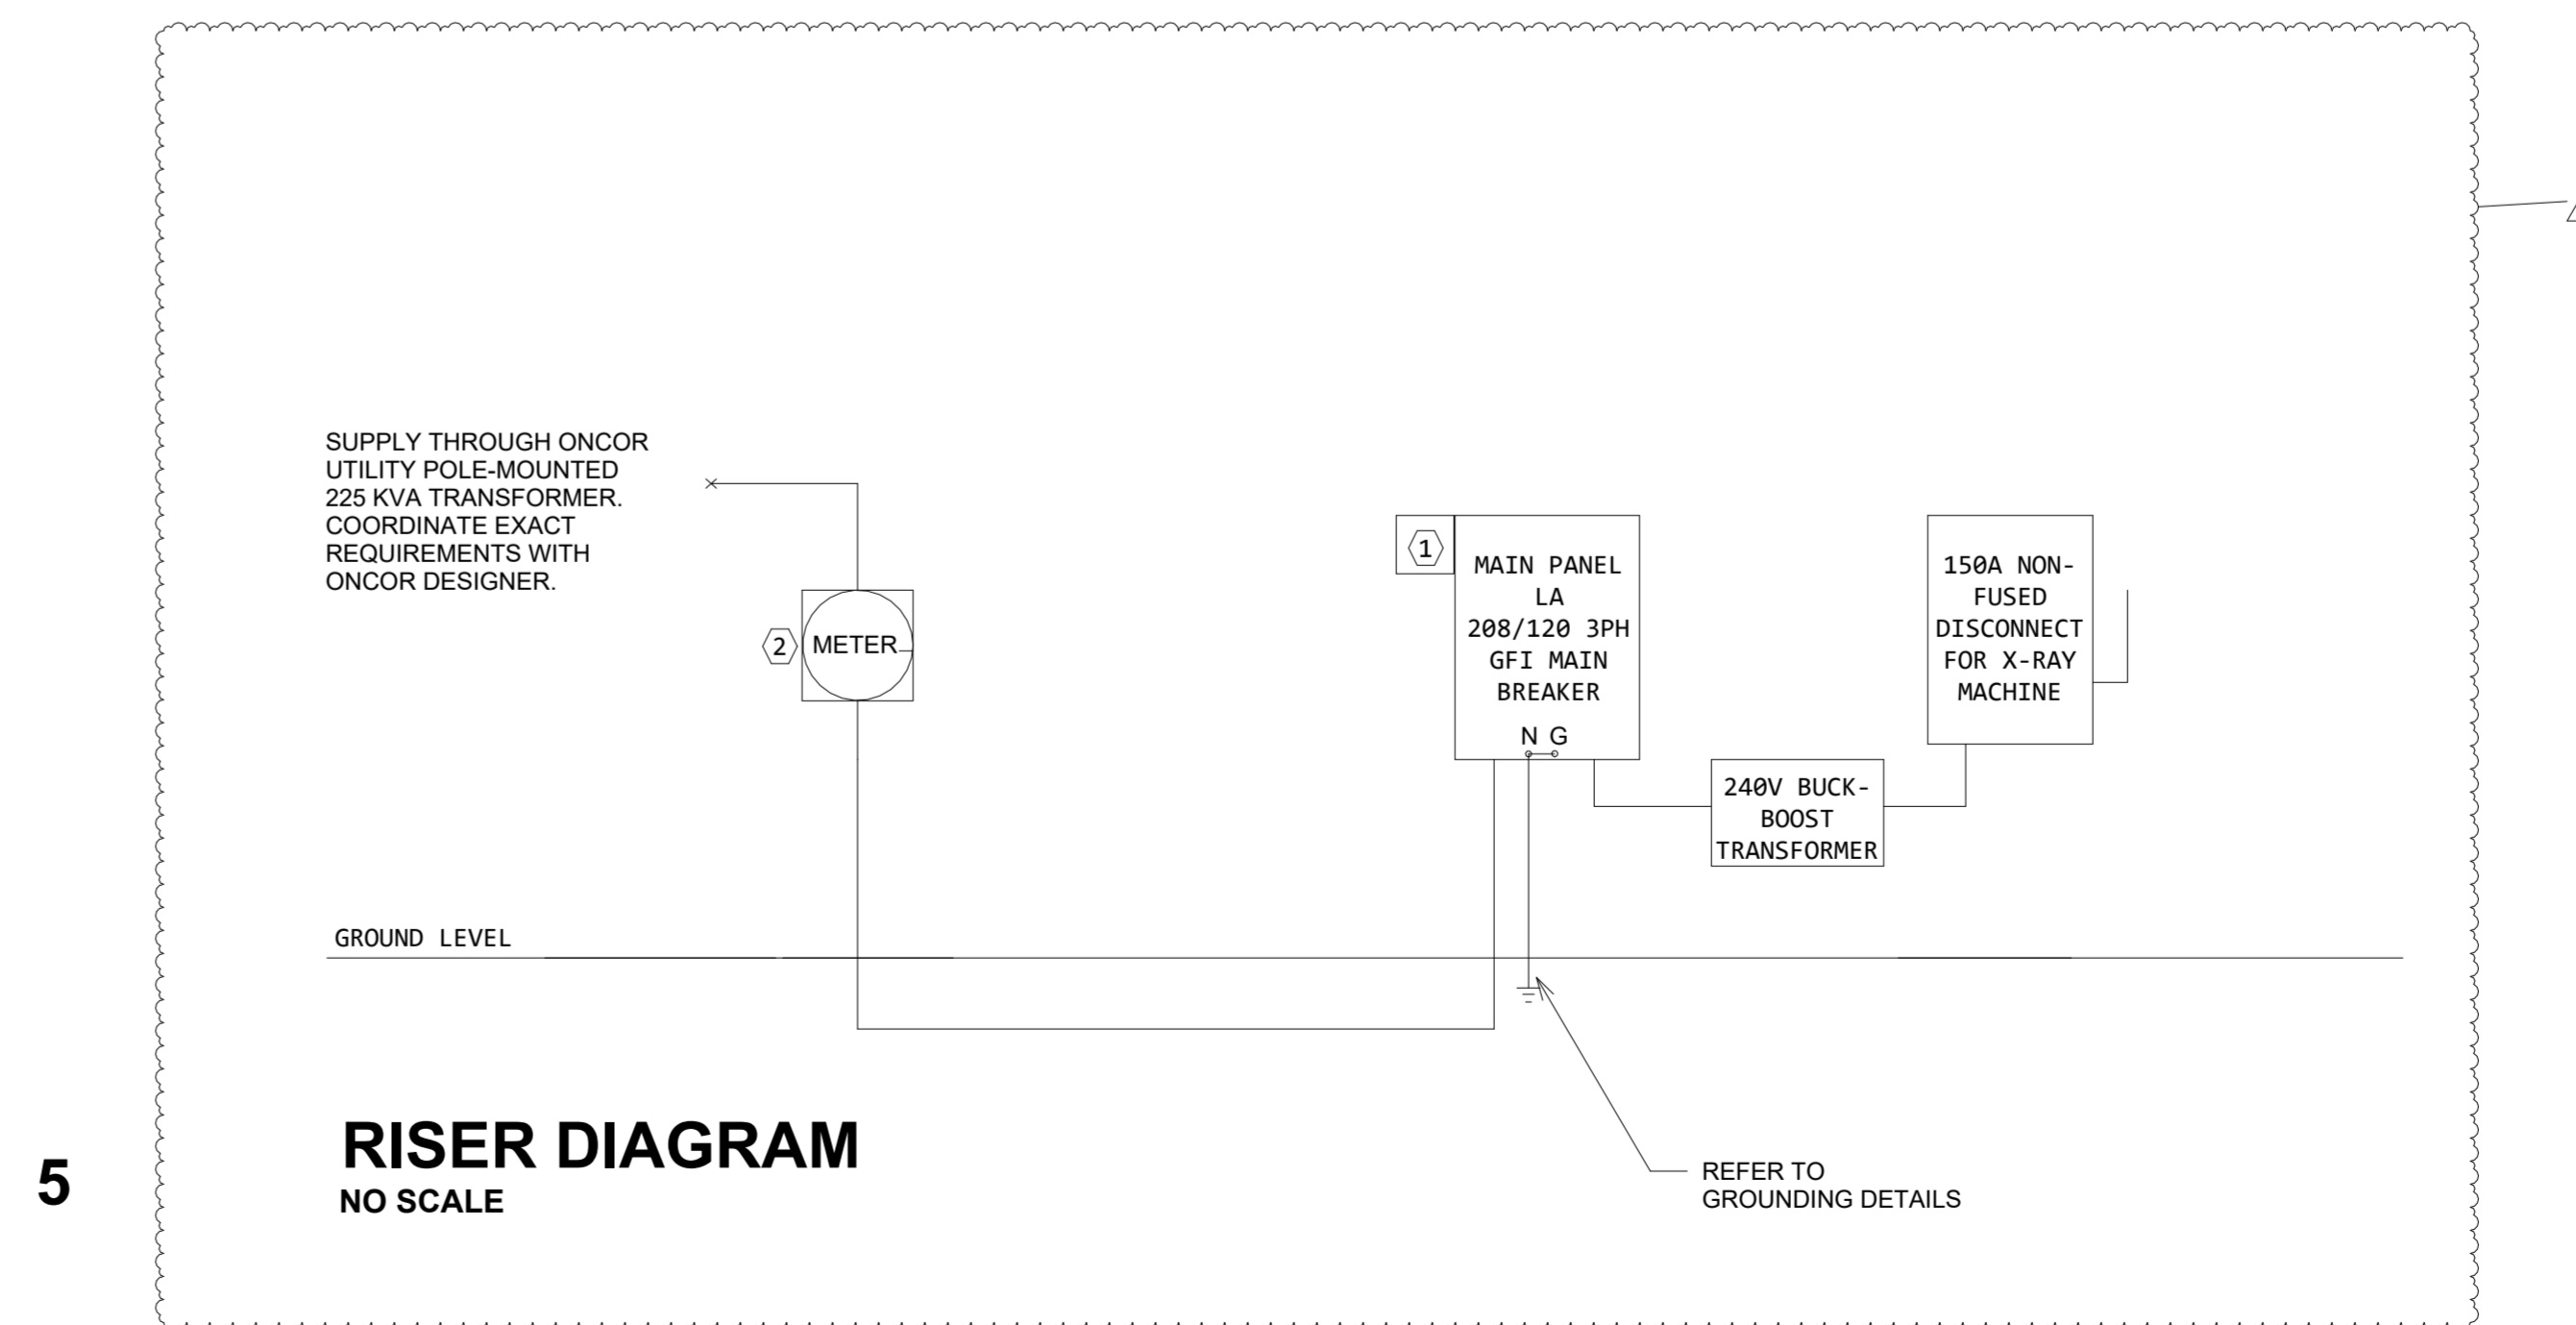 SUPPLY THROUGH ONCOR
UTILITY POLE-MOUNTED
225 KVA TRANSFORMER.
COORDINATE EXACT
REQUIREMENTS WITH
ONCOR DESIGNER.
2
METER
1
MAIN PANEL
LA
208/120 3PH
GFI MAIN
BREAKER
N G
150A NON-
FUSED
DISCONNECT
FOR X-RAY
MACHINE
240V BUCK-
BOOST
TRANSFORMER
GROUND LEVEL
REFER TO
GROUNDING DETAILS
5
RISER DIAGRAM
NO SCALE